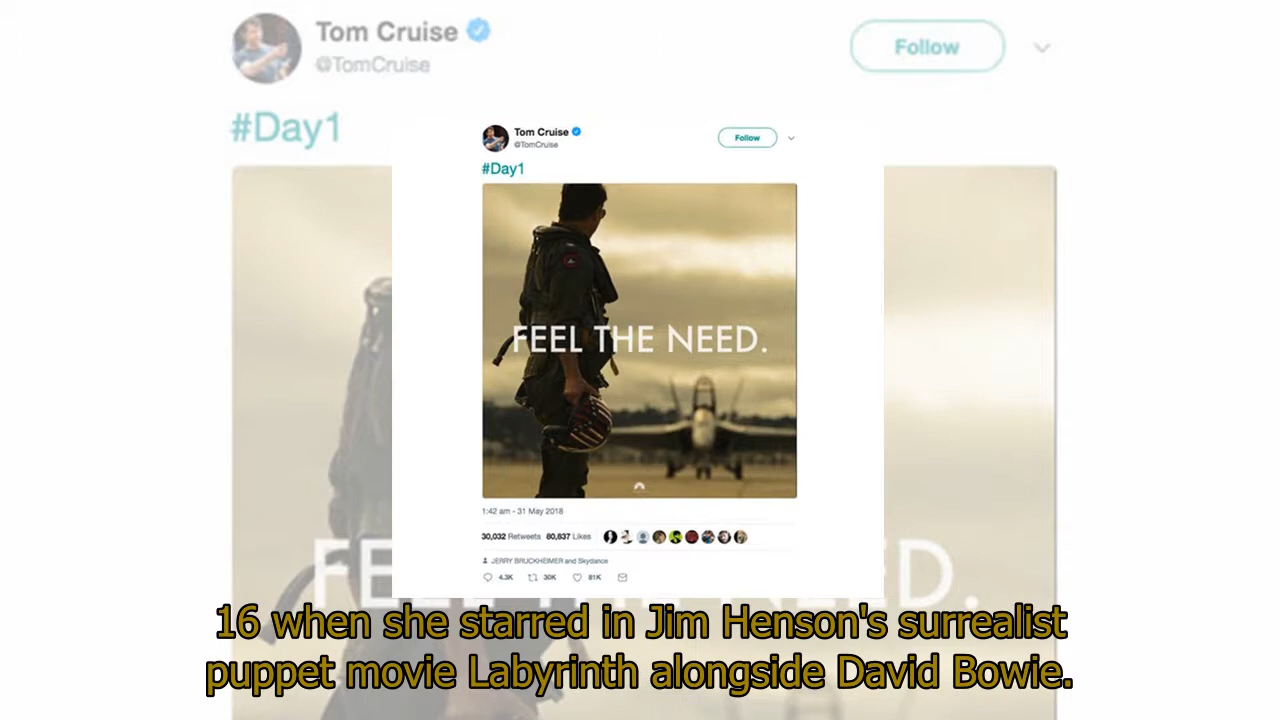 Tom Cruise
@TomCruise
Follow
#Day1
Tom Cruise
@TomCruise
Follow
#Day1
FEEL THE NEED.
1:42 am - 31 May 2018
30,032 Retweets 80,837 Likes
JERRY BRUCKHEIMER and Skydance
4.3K 30K 81K
FE
D.
16 when she starred in Jim Henson's surrealist
puppet movie Labyrinth alongside David Bowie.